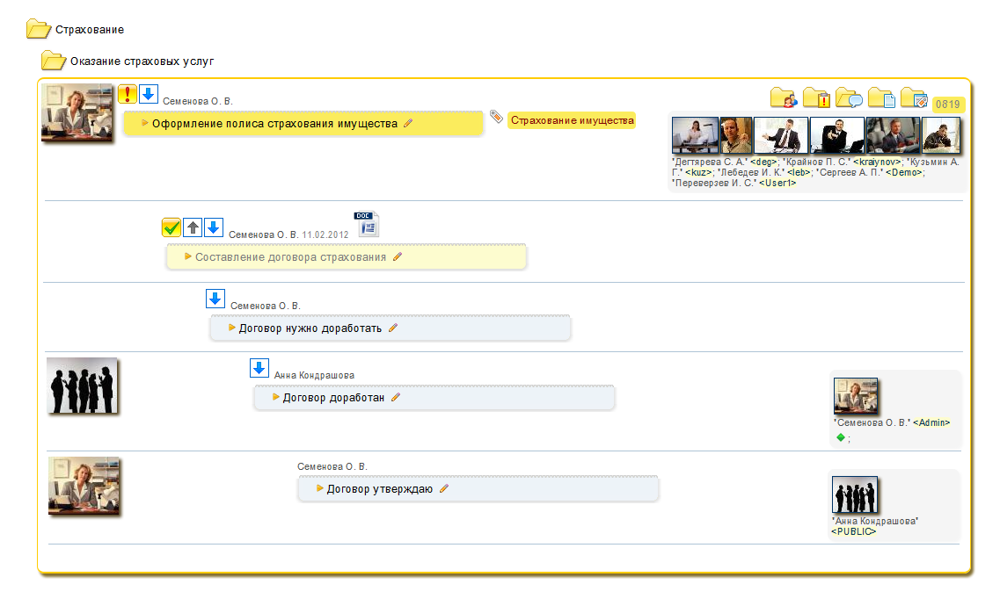 Страхование
Оказание страховых услуг
Семенова О. В.
Оформление полиса страхования имущества
Страхование имущества
0819
"Дегтярева С. А." <deg>; "Крайнов П. С." <kraiynov>; "Кузьмин А.
Г." <kuz>; "Лебедев И. К." <leb>; "Сергеев А. П." <Demo>;
"Переверзев И. С." <User1>
Семенова О. В. 11.02.2012
DOC
Составление договора страхования
Семенова О. В.
Договор нужно доработать
Анна Кондрашова
Договор доработан
"Семенова О. В." <Admin>
;
Семенова О. В.
Договор утверждаю
"Анна Кондрашова"
<PUBLIC>